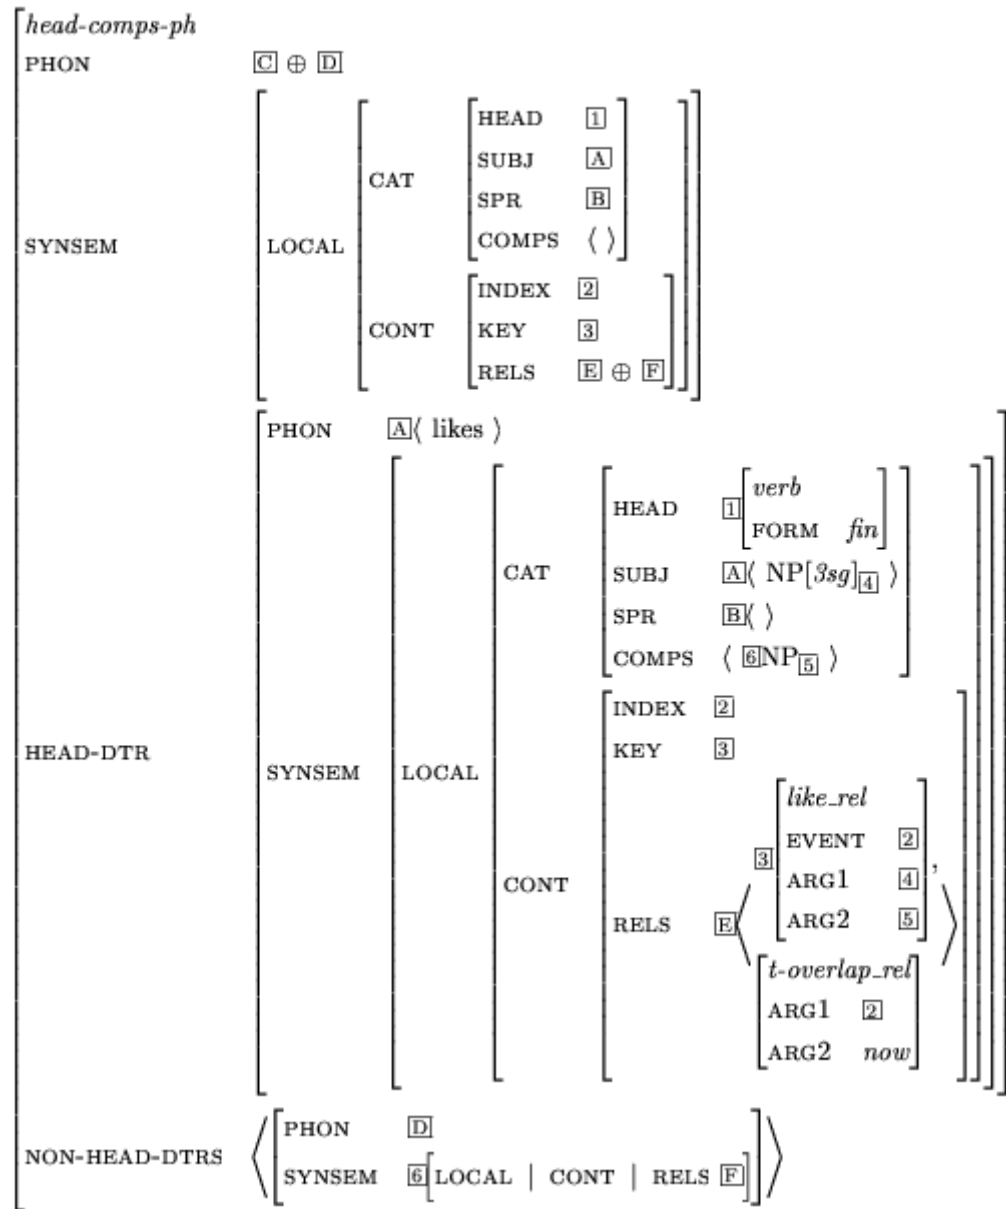 head-comps-ph
PHON C ⊕ D
HEAD 1
SUBJ A
CAT
SPR B
COMPS ⟨ ⟩
SYNSEM LOCAL
INDEX 2
CONT KEY 3
RELS E ⊕ F
PHON A⟨ likes ⟩
verb
HEAD 1
FORM fin
CAT SUBJ A⟨ NP[3sg]4 ⟩
SPR B⟨ ⟩
COMPS ⟨ 6NP5 ⟩
INDEX 2
HEAD-DTR KEY 3
SYNSEM LOCAL
like_rel
EVENT 2
3 ,
CONT ARG1 4
RELS E ARG2 5
t-overlap_rel
ARG1 2
ARG2 now
PHON D
NON-HEAD-DTRS
SYNSEM 6[LOCAL | CONT | RELS F]